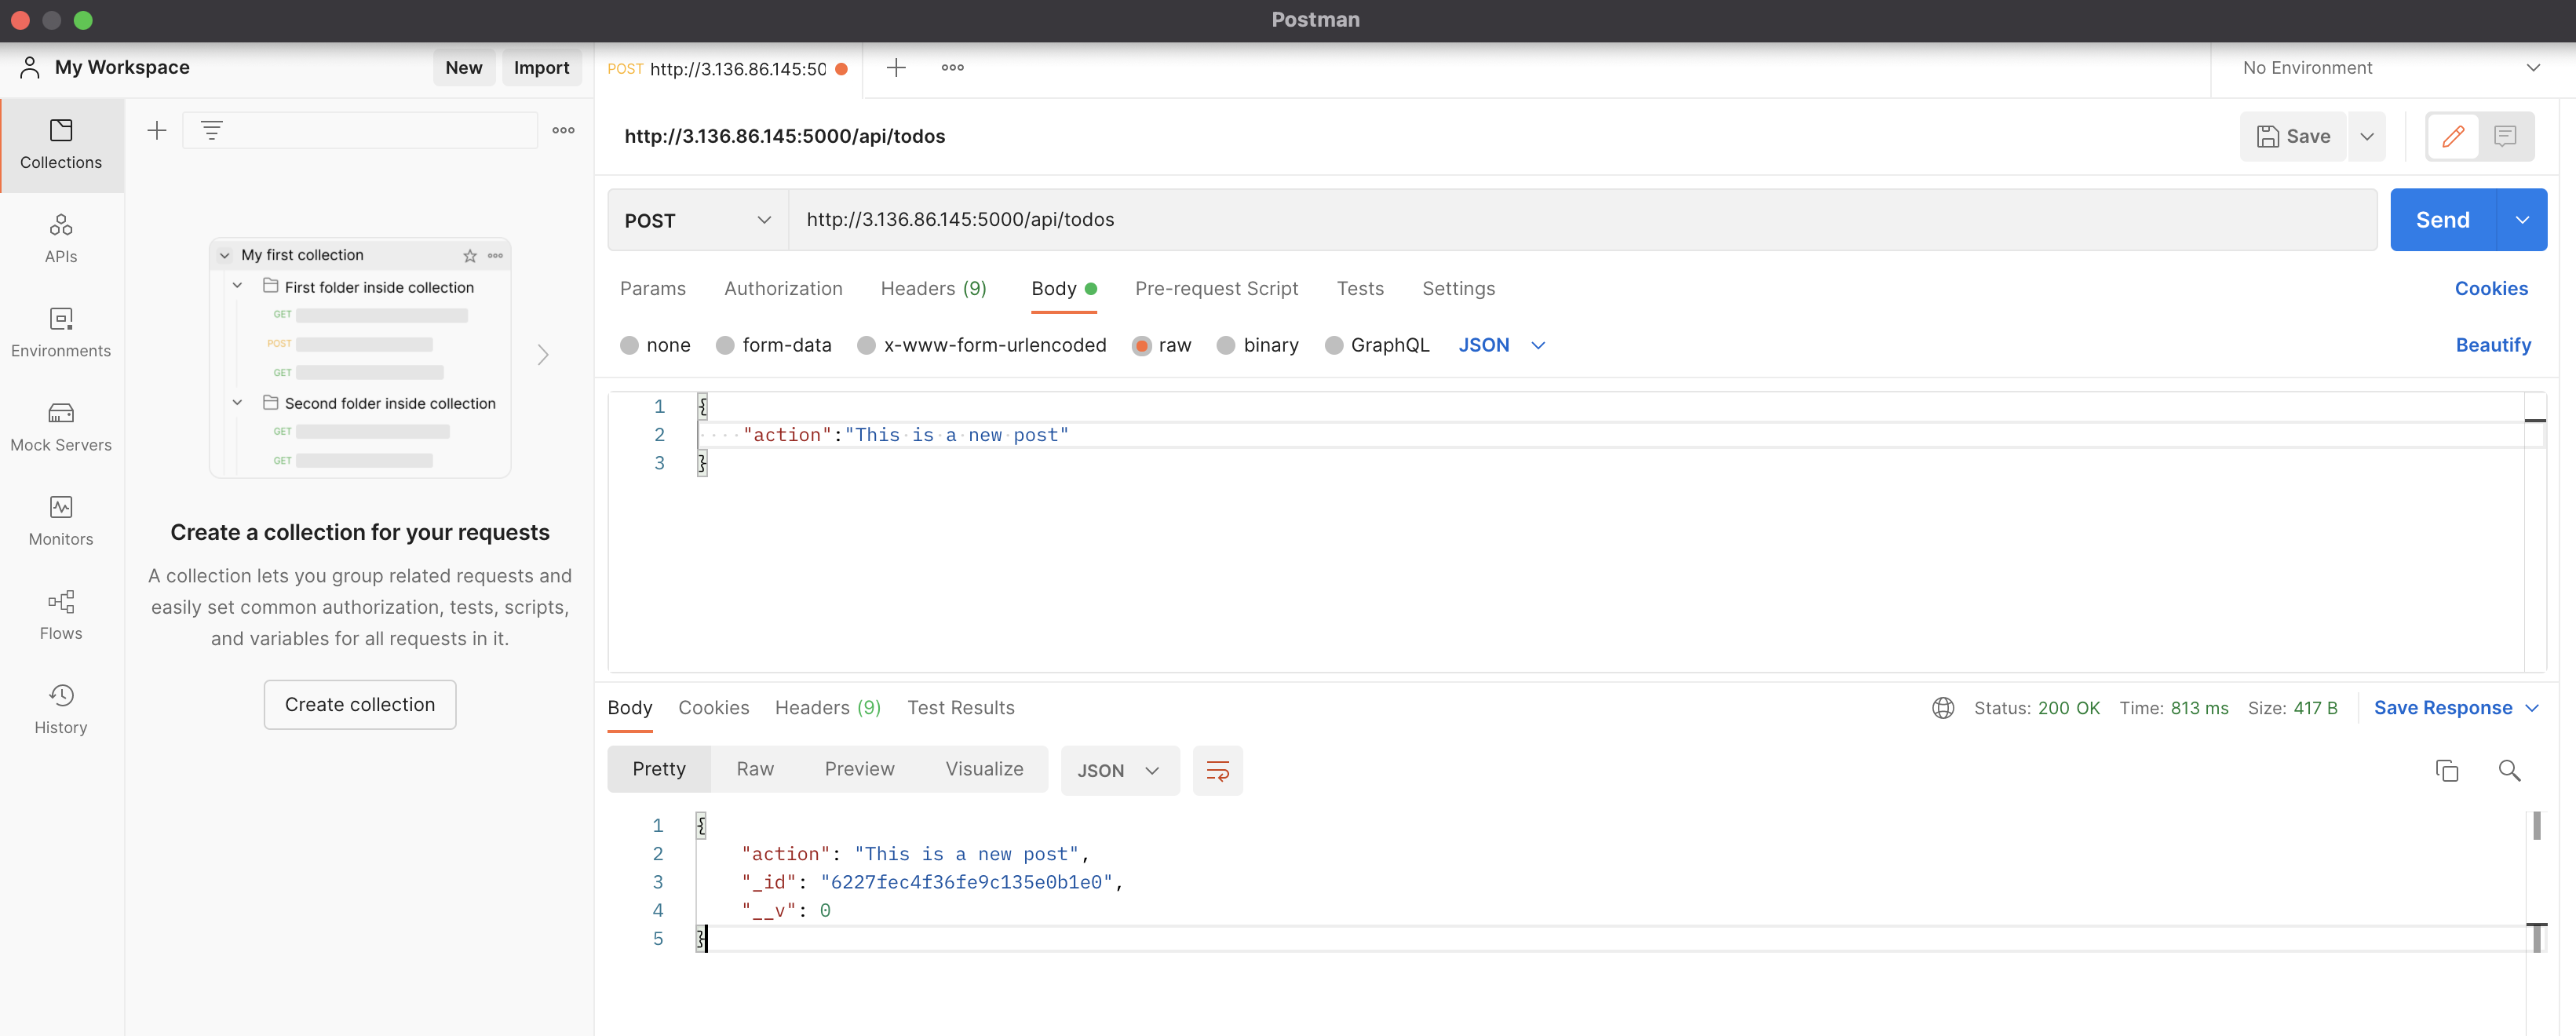 Postman
My Workspace
New
Import
POST http://3.136.86.145:50
No Environment
Collections
APIs
Environments
Mock Servers
Monitors
Flows
History
My first collection
First folder inside collection
GET
POST
GET
Second folder inside collection
GET
GET
Create a collection for your requests
A collection lets you group related requests and
easily set common authorization, tests, scripts,
and variables for all requests in it.
Create collection
http://3.136.86.145:5000/api/todos
Save
POST
http://3.136.86.145:5000/api/todos
Send
Params Authorization Headers (9) Body Pre-request Script Tests Settings Cookies
none form-data x-www-form-urlencoded raw binary GraphQL JSON Beautify
1 {
2 "action":"This is a new post"
3 }
Body Cookies Headers (9) Test Results Status: 200 OK Time: 813 ms Size: 417 B Save Response
Pretty Raw Preview Visualize JSON
1 {
2 "action": "This is a new post",
3 "_id": "6227fec4f36fe9c135e0b1e0",
4 "__v": 0
5 }